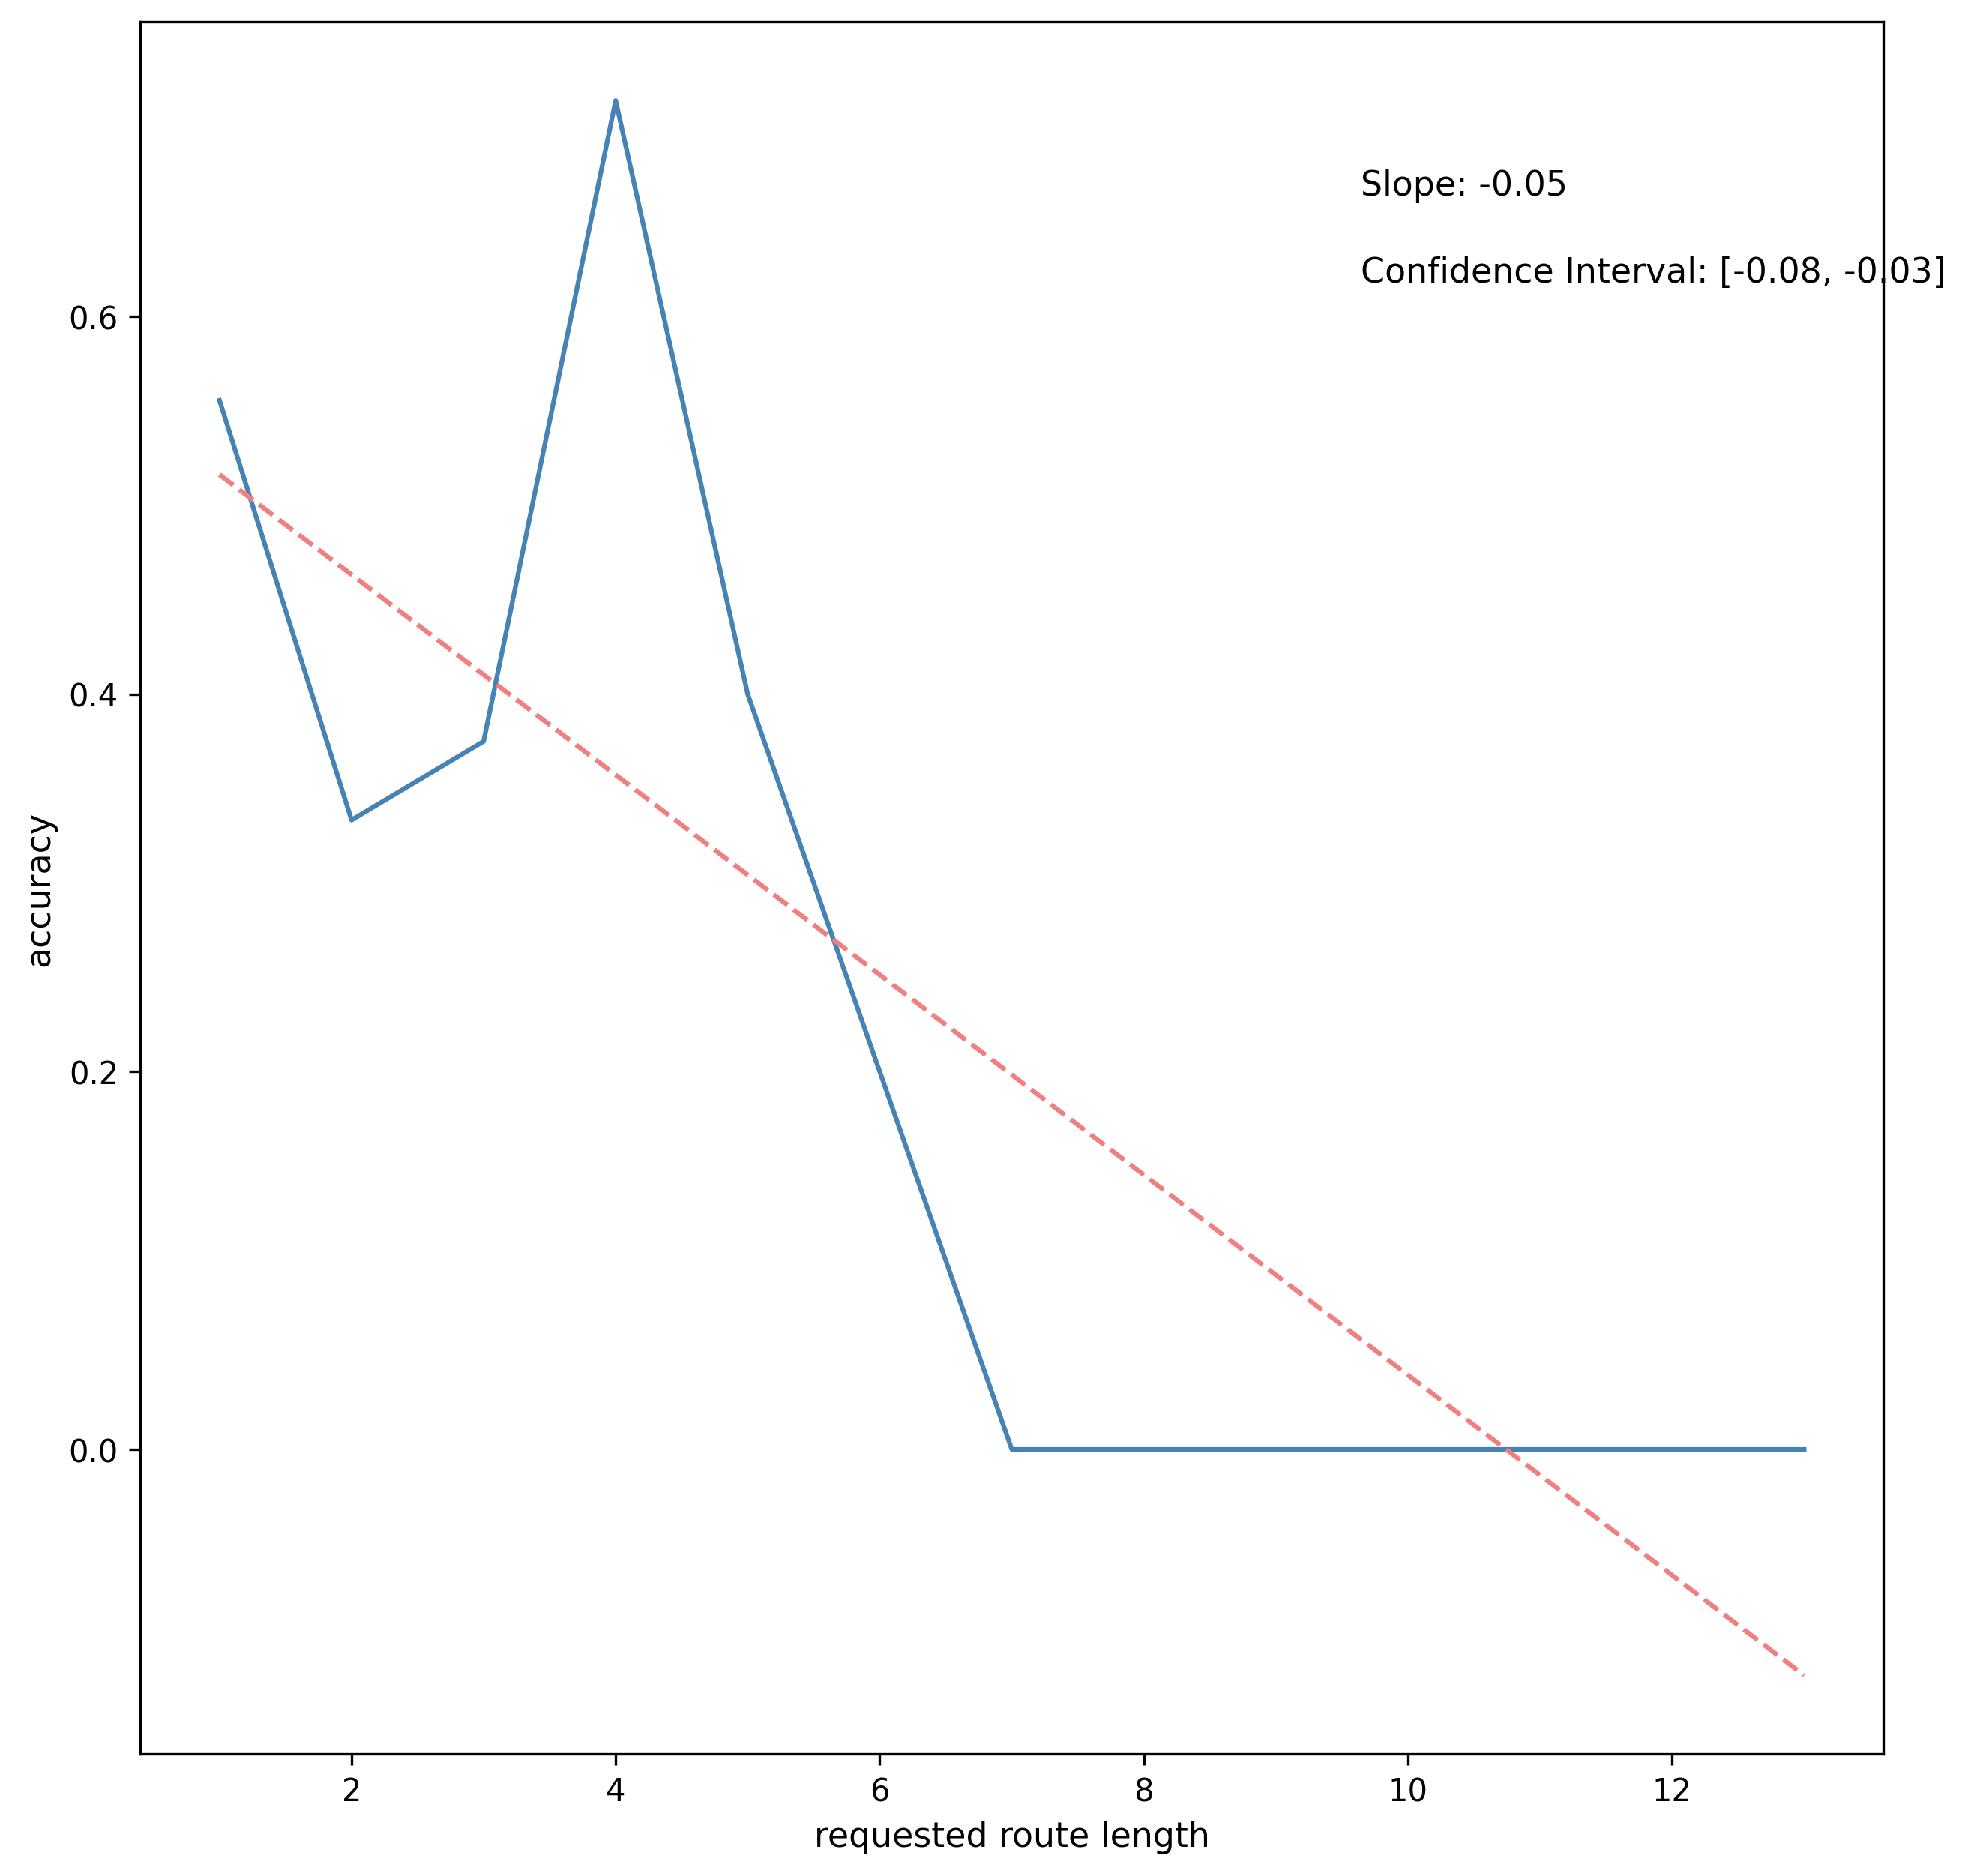 Slope: -0.05
Confidence Interval: [-0.08, -0.03]
0.6
0.4
0.2
0.0
accuracy
2 4 6 8 10 12
requested route length